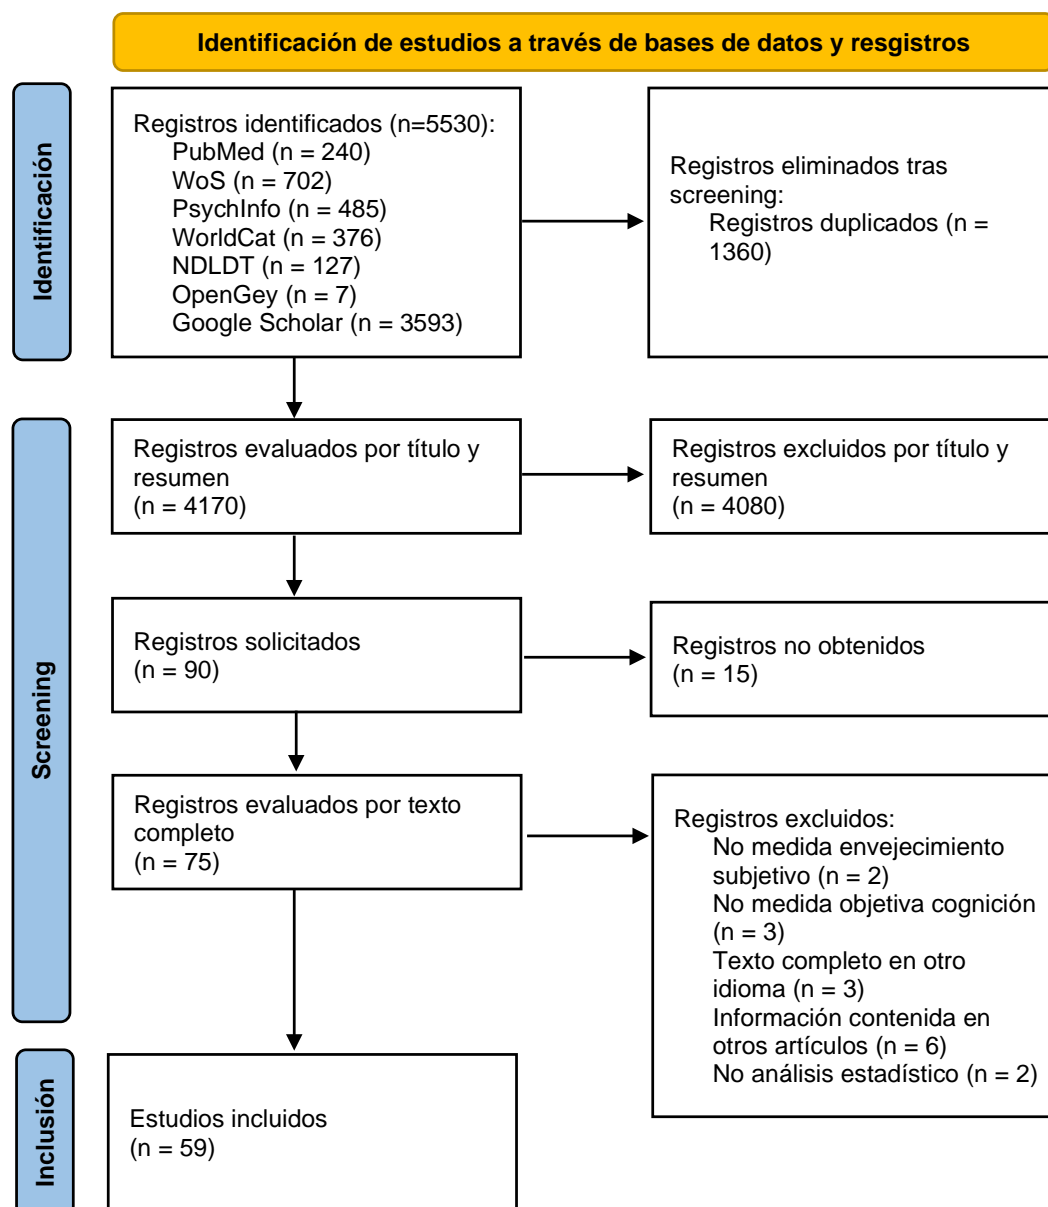 Identificación de estudios a través de bases de datos y resgistros
Identificación
Registros identificados (n=5530):
PubMed (n = 240)
WoS (n = 702)
PsychInfo (n = 485)
WorldCat (n = 376)
NDLDT (n = 127)
OpenGey (n = 7)
Google Scholar (n = 3593)
Registros eliminados tras
screening:
Registros duplicados (n =
1360)
Screening
Registros evaluados por título y
resumen
(n = 4170)
Registros excluidos por título y
resumen
(n = 4080)
Registros solicitados
(n = 90)
Registros no obtenidos
(n = 15)
Registros evaluados por texto
completo
(n = 75)
Registros excluidos:
No medida envejecimiento
subjetivo (n = 2)
No medida objetiva cognición
(n = 3)
Texto completo en otro
idioma (n = 3)
Información contenida en
otros artículos (n = 6)
No análisis estadístico (n = 2)
Inclusión
Estudios incluidos
(n = 59)